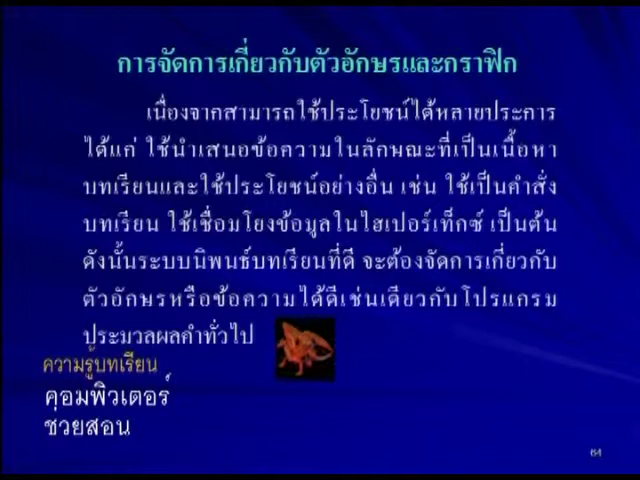 การจัดการเกี่ยวกับตัวอักษรและกราฟิก
เนื่องจากสามารถใช้ประโยชน์ได้หลายประการ
ได้แก่ ใช้นำเสนอข้อความในลักษณะที่เป็นเนื้อหา
บทเรียนและใช้ประโยชน์อย่างอื่น เช่น ใช้เป็นคำสั่ง
บทเรียน ใช้เชื่อมโยงข้อมูลในไฮเปอร์เท็กซ์ เป็นต้น
ดังนั้นระบบนิพนธ์บทเรียนที่ดี จะต้องจัดการเกี่ยวกับ
ตัวอักษรหรือข้อความได้ดีเช่นเดียวกับโปรแกรม
ประมวลผลคำทั่วไป
ความรู้บทเรียน
คอมพิวเตอร์
ช่วยสอน
64